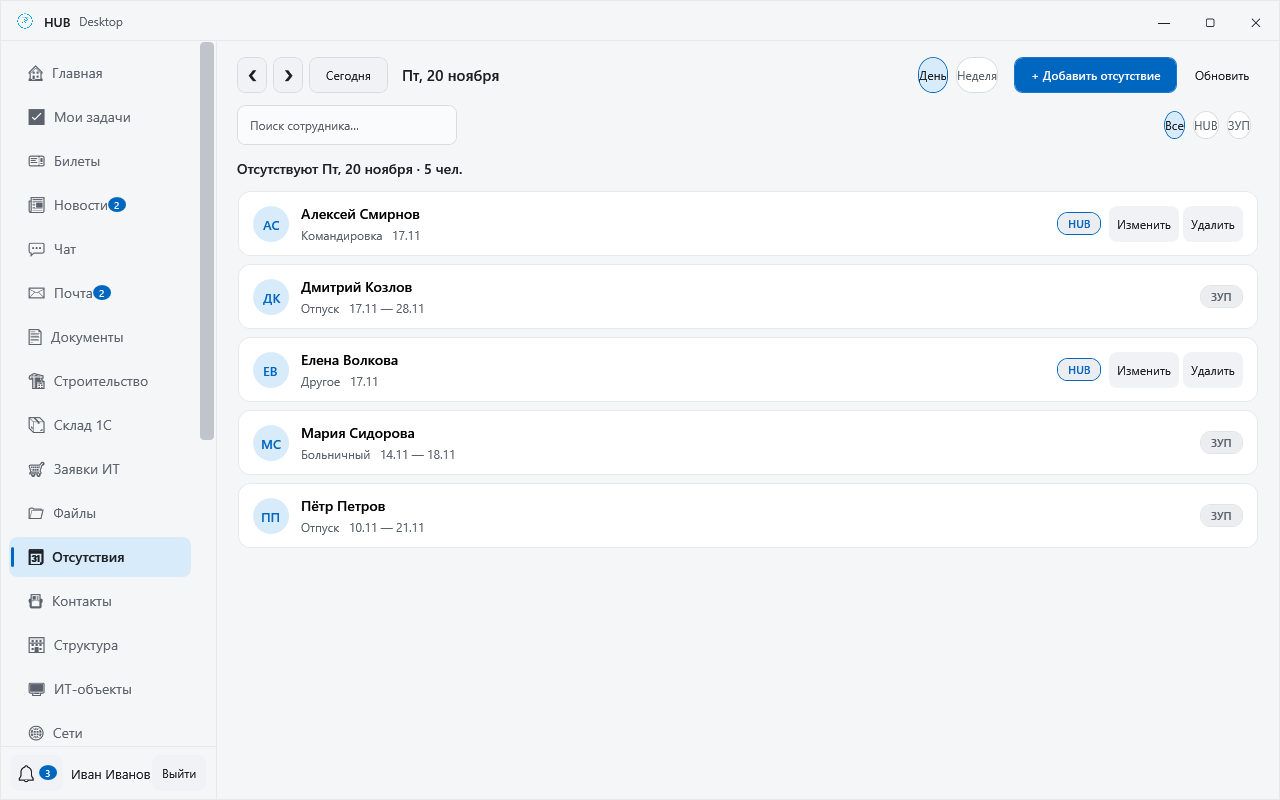 HUB Desktop
Главная
Мои задачи
Билеты
Новости 2
Чат
Почта 2
Документы
Строительство
Склад 1С
Заявки ИТ
Файлы
31 Отсутствия
Контакты
Структура
ИТ-объекты
Сети
3 Иван Иванов Выйти
Сегодня Пт, 20 ноября День Неделя + Добавить отсутствие Обновить
Поиск сотрудника... Все HUB ЗУП
Отсутствуют Пт, 20 ноября · 5 чел.
АС Алексей Смирнов HUB Изменить Удалить
Командировка 17.11
ДК Дмитрий Козлов ЗУП
Отпуск 17.11 — 28.11
ЕВ Елена Волкова HUB Изменить Удалить
Другое 17.11
МС Мария Сидорова ЗУП
Больничный 14.11 — 18.11
ПП Пётр Петров ЗУП
Отпуск 10.11 — 21.11